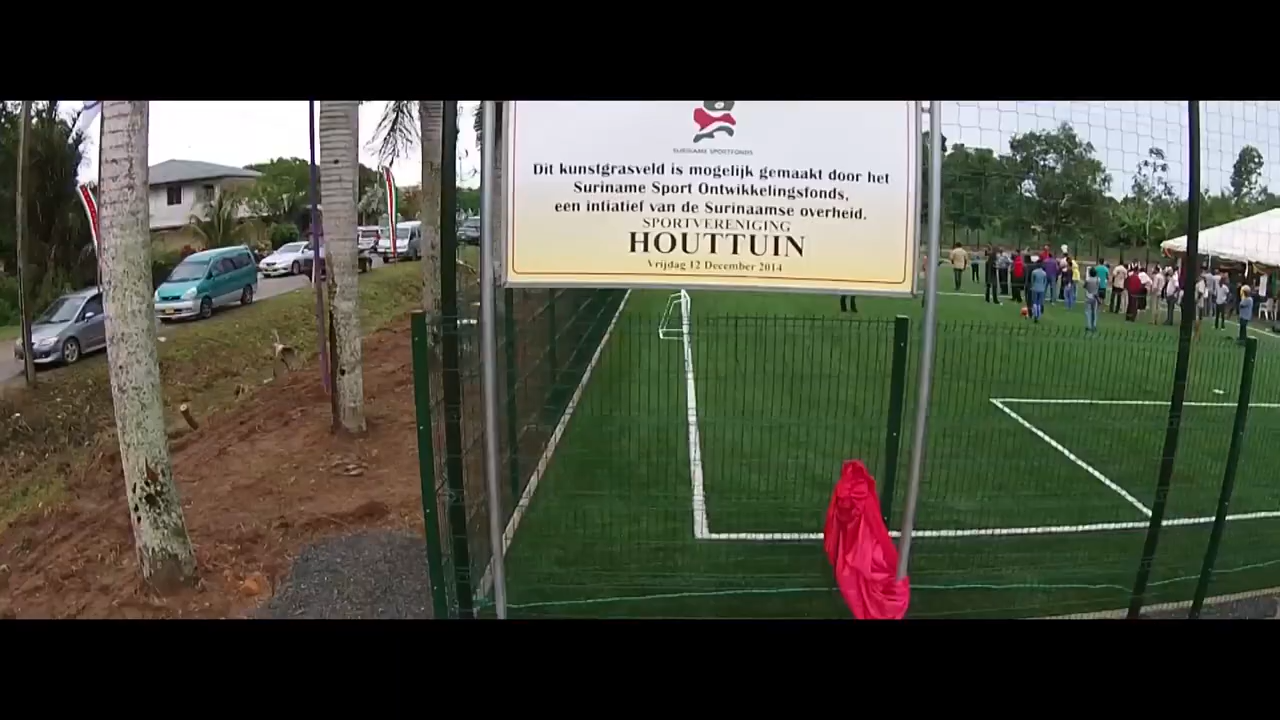 SURINAME SPORTFONDS
Dit kunstgrasveld is mogelijk gemaakt door het
Suriname Sport Ontwikkelingsfonds,
een intiatief van de Surinaamse overheid.
SPORTVERENIGING
HOUTTUIN
Vrijdag 12 December 2014